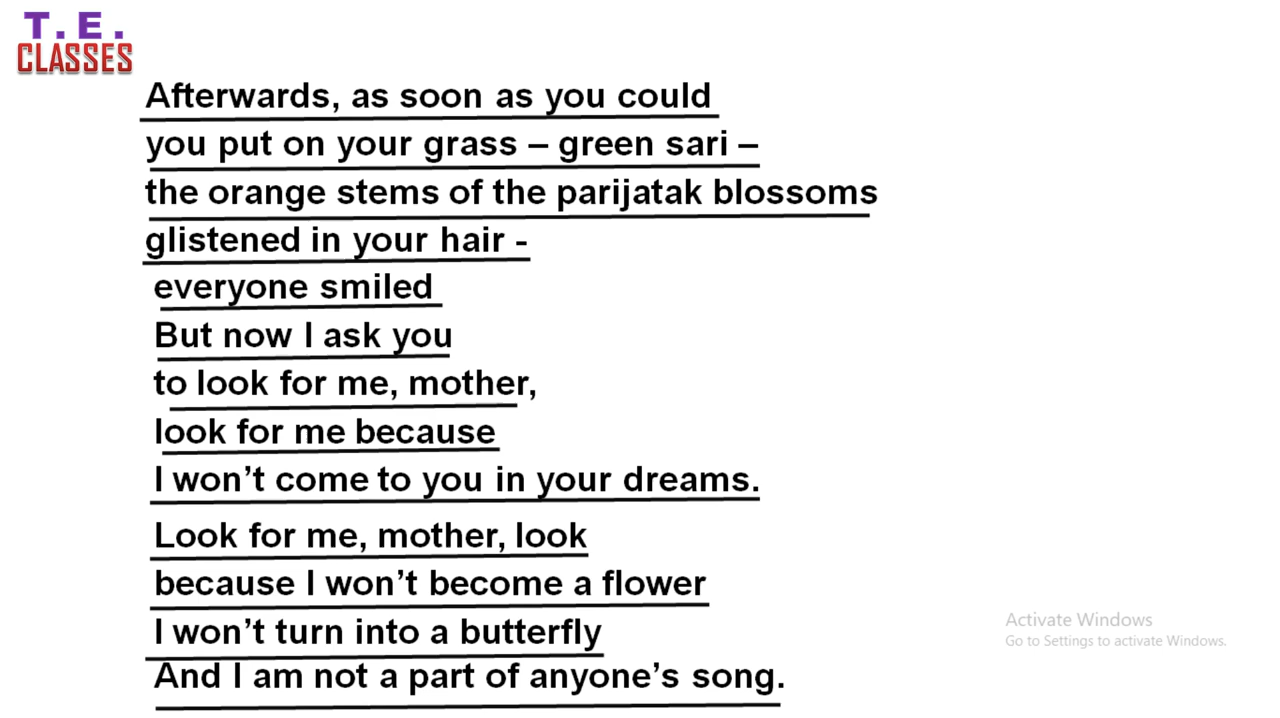 T.E.
CLASSES
Afterwards, as soon as you could
you put on your grass – green sari –
the orange stems of the parijatak blossoms
glistened in your hair -
everyone smiled
But now I ask you
to look for me, mother,
look for me because
I won’t come to you in your dreams.
Look for me, mother, look
because I won’t become a flower
I won’t turn into a butterfly
And I am not a part of anyone’s song.
Activate Windows
Go to Settings to activate Windows.